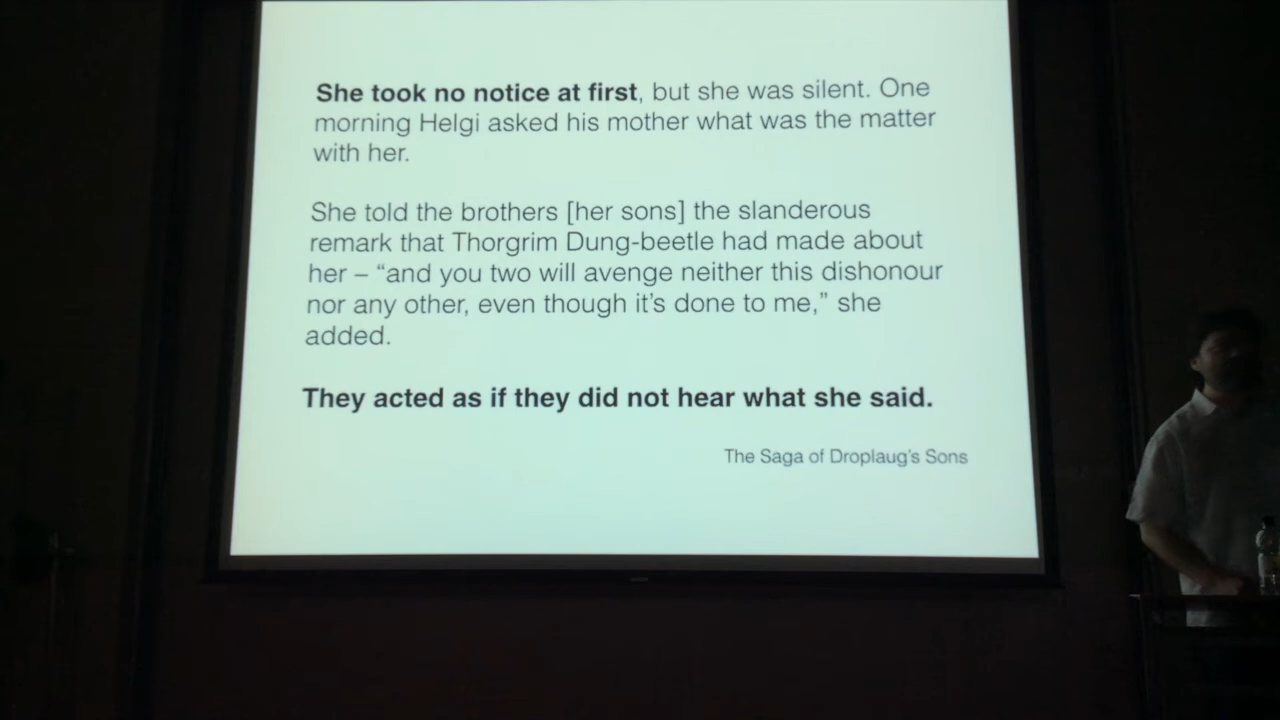 She took no notice at first, but she was silent. One
morning Helgi asked his mother what was the matter
with her.
She told the brothers [her sons] the slanderous
remark that Thorgrim Dung-beetle had made about
her – “and you two will avenge neither this dishonour
nor any other, even though it’s done to me,” she
added.
They acted as if they did not hear what she said.
The Saga of Droplaug’s Sons